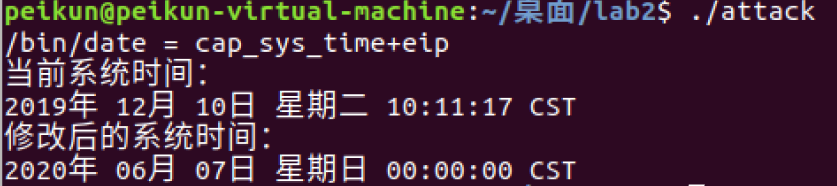 peikun@peikun-virtual-machine:~/桌面/lab2$ ./attack
/bin/date = cap_sys_time+eip
当前系统时间：
2019年 12月 10日 星期二 10:11:17 CST
修改后的系统时间：
2020年 06月 07日 星期日 00:00:00 CST